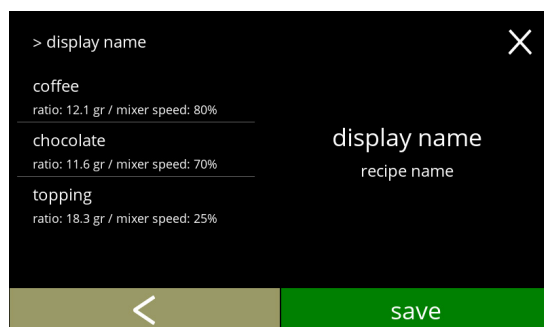 > display name
coffee
ratio: 12.1 gr / mixer speed: 80%
chocolate
ratio: 11.6 gr / mixer speed: 70%
topping
ratio: 18.3 gr / mixer speed: 25%
display name
recipe name
save